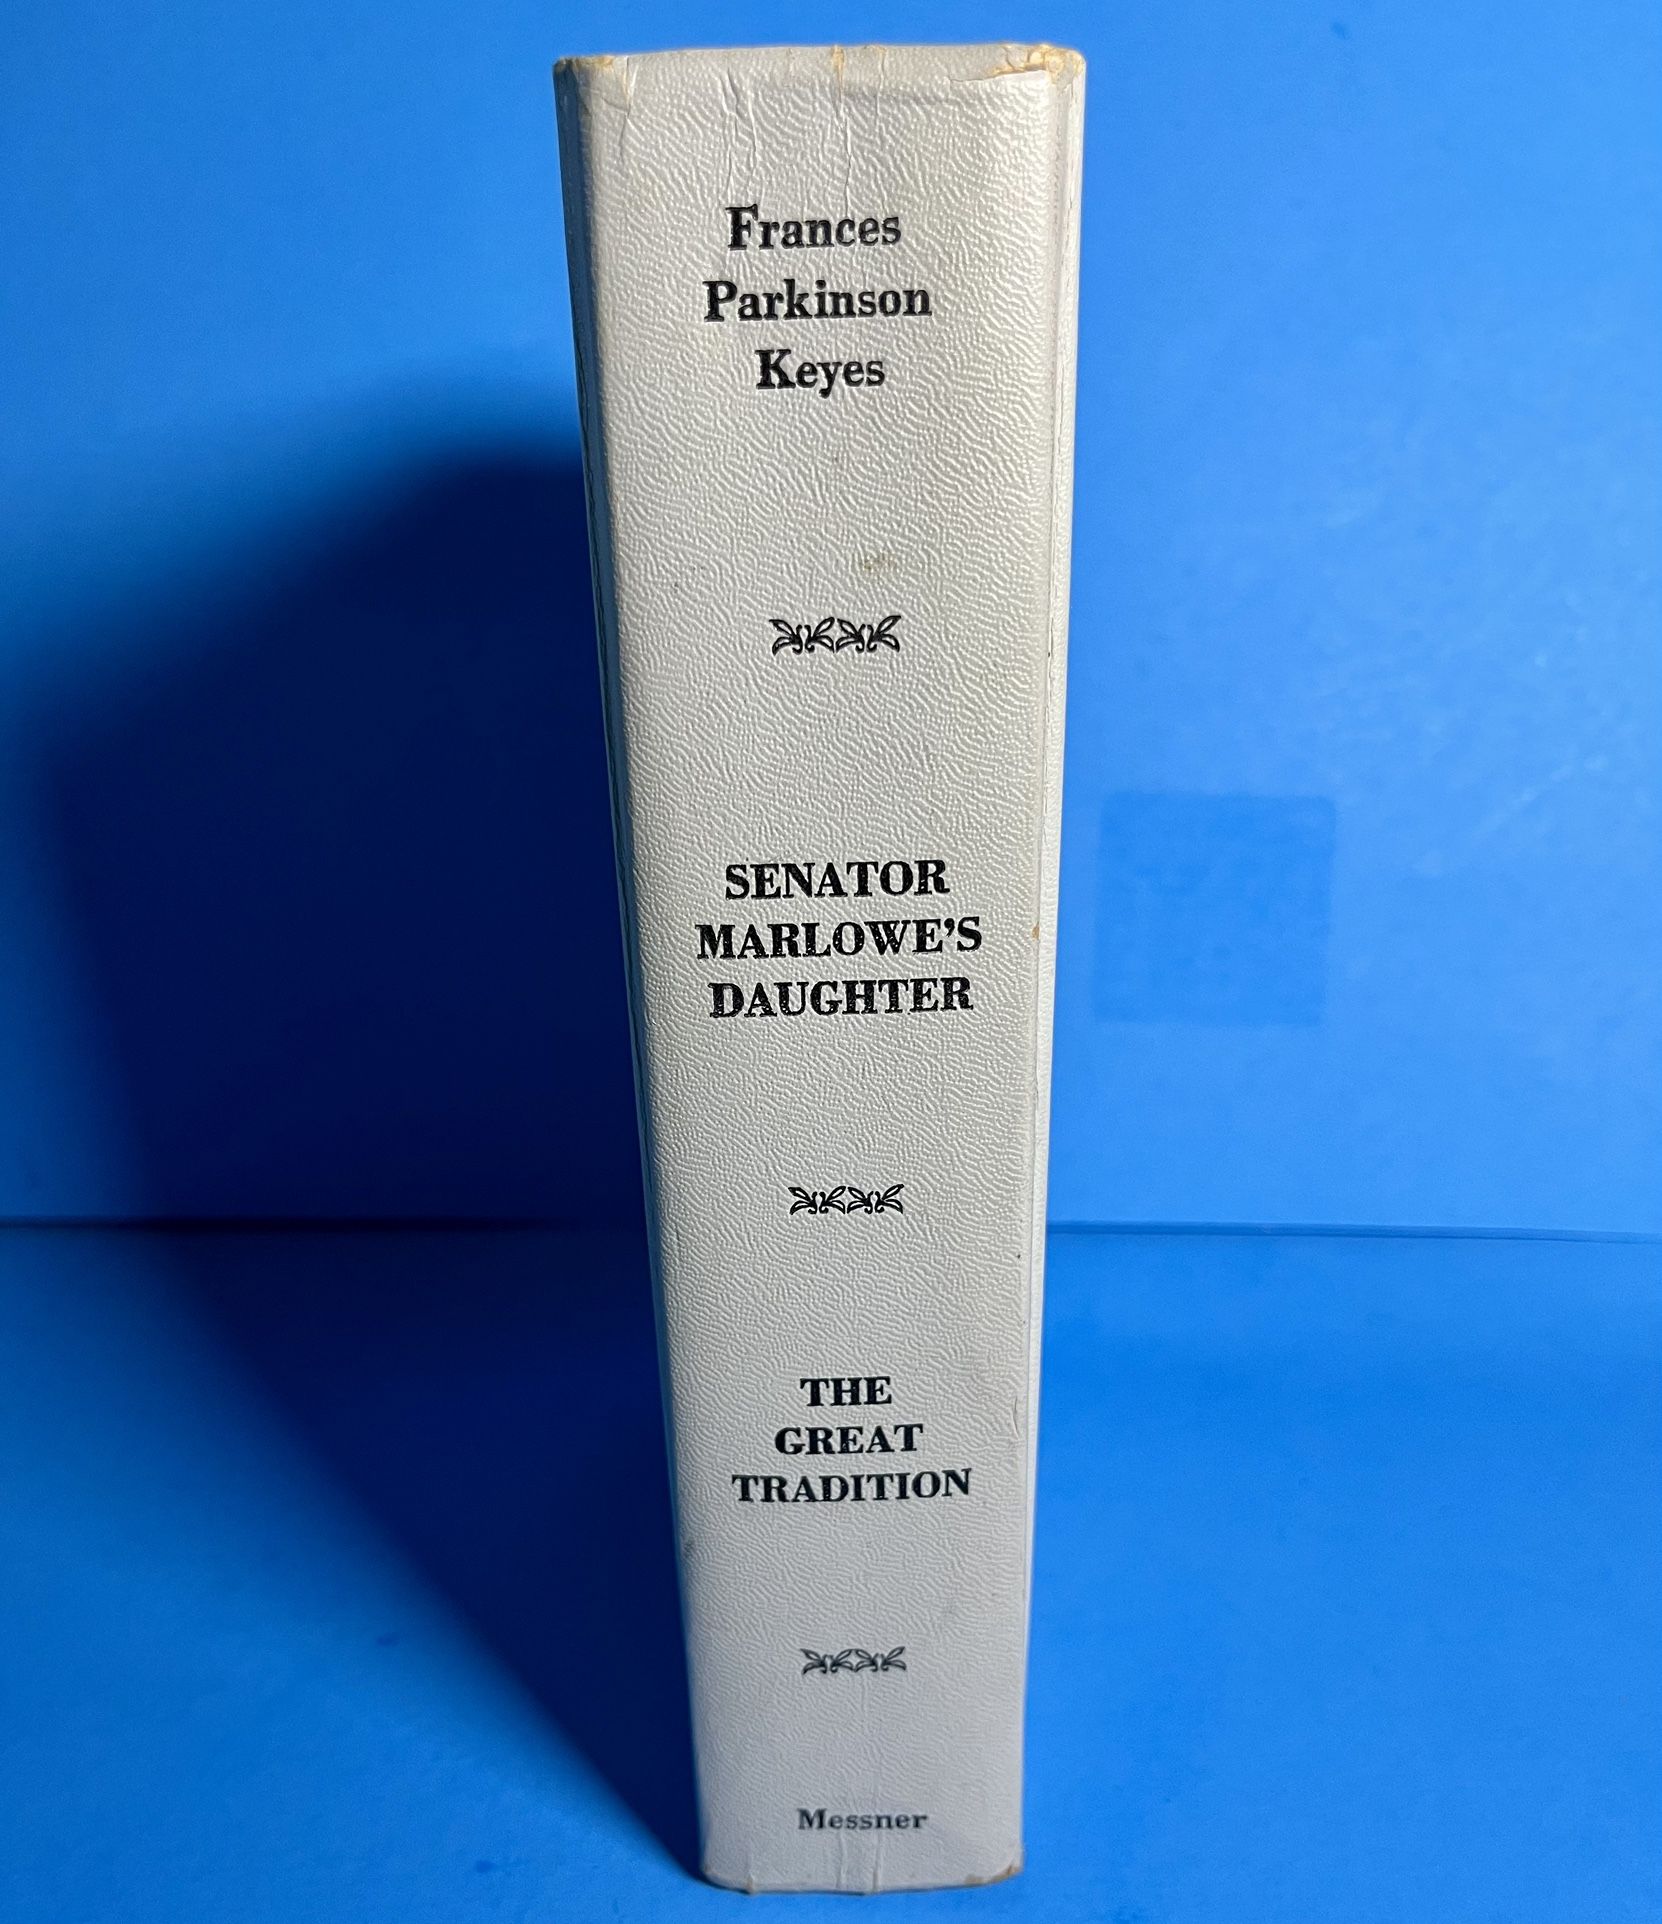 Frances
Parkinson
Keyes
SENATOR
MARLOWE'S
DAUGHTER
THE
GREAT
TRADITION
Messner